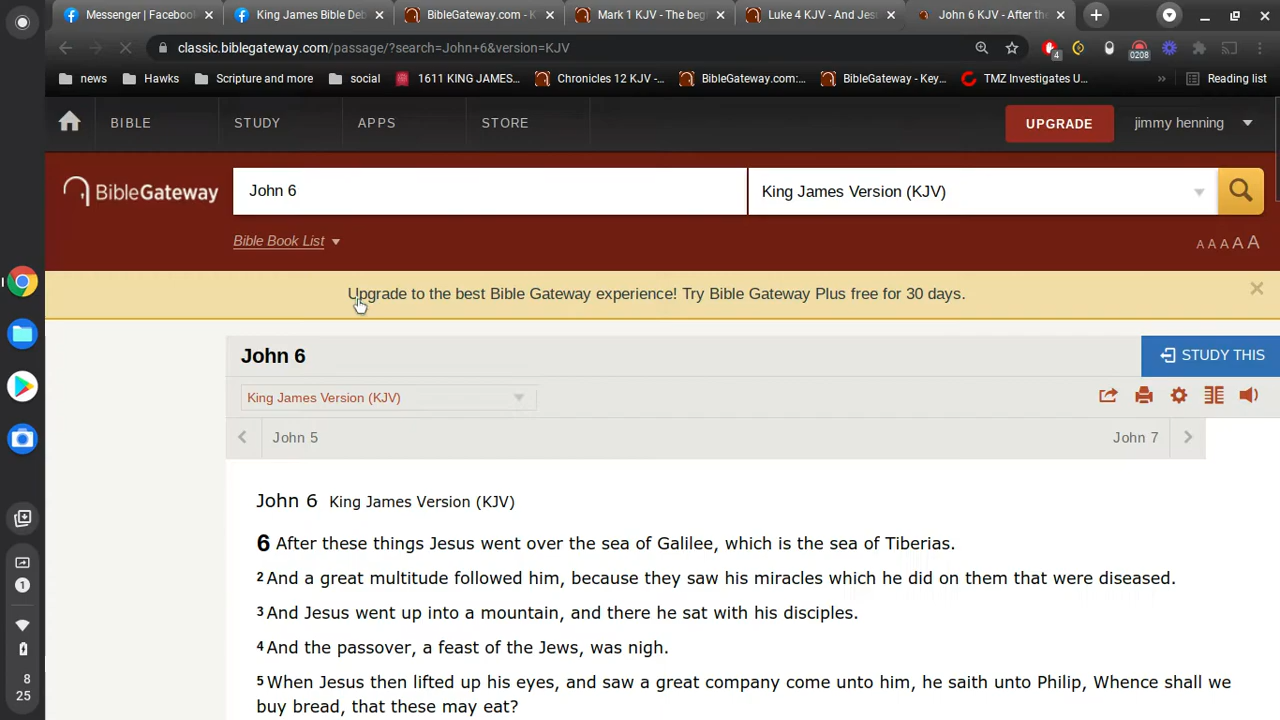 Messenger | Facebook
King James Bible Deb
BibleGateway.com - K
Mark 1 KJV - The beg
Luke 4 KJV - And Jesu
John 6 KJV - After the
classic.biblegateway.com/passage/?search=John+6&version=KJV
4
0208
news
Hawks
Scripture and more
social
1611 KING JAMES...
Chronicles 12 KJV -...
BibleGateway.com:...
BibleGateway - Key...
TMZ Investigates U...
»
Reading list
BIBLE
STUDY
APPS
STORE
UPGRADE
jimmy henning
BibleGateway
John 6
King James Version (KJV)
Bible Book List
A A A A A
Upgrade to the best Bible Gateway experience! Try Bible Gateway Plus free for 30 days.
John 6
STUDY THIS
King James Version (KJV)
John 5
John 7
John 6 King James Version (KJV)
6 After these things Jesus went over the sea of Galilee, which is the sea of Tiberias.
2 And a great multitude followed him, because they saw his miracles which he did on them that were diseased.
3 And Jesus went up into a mountain, and there he sat with his disciples.
4 And the passover, a feast of the Jews, was nigh.
5 When Jesus then lifted up his eyes, and saw a great company come unto him, he saith unto Philip, Whence shall we
buy bread, that these may eat?
1
8
25